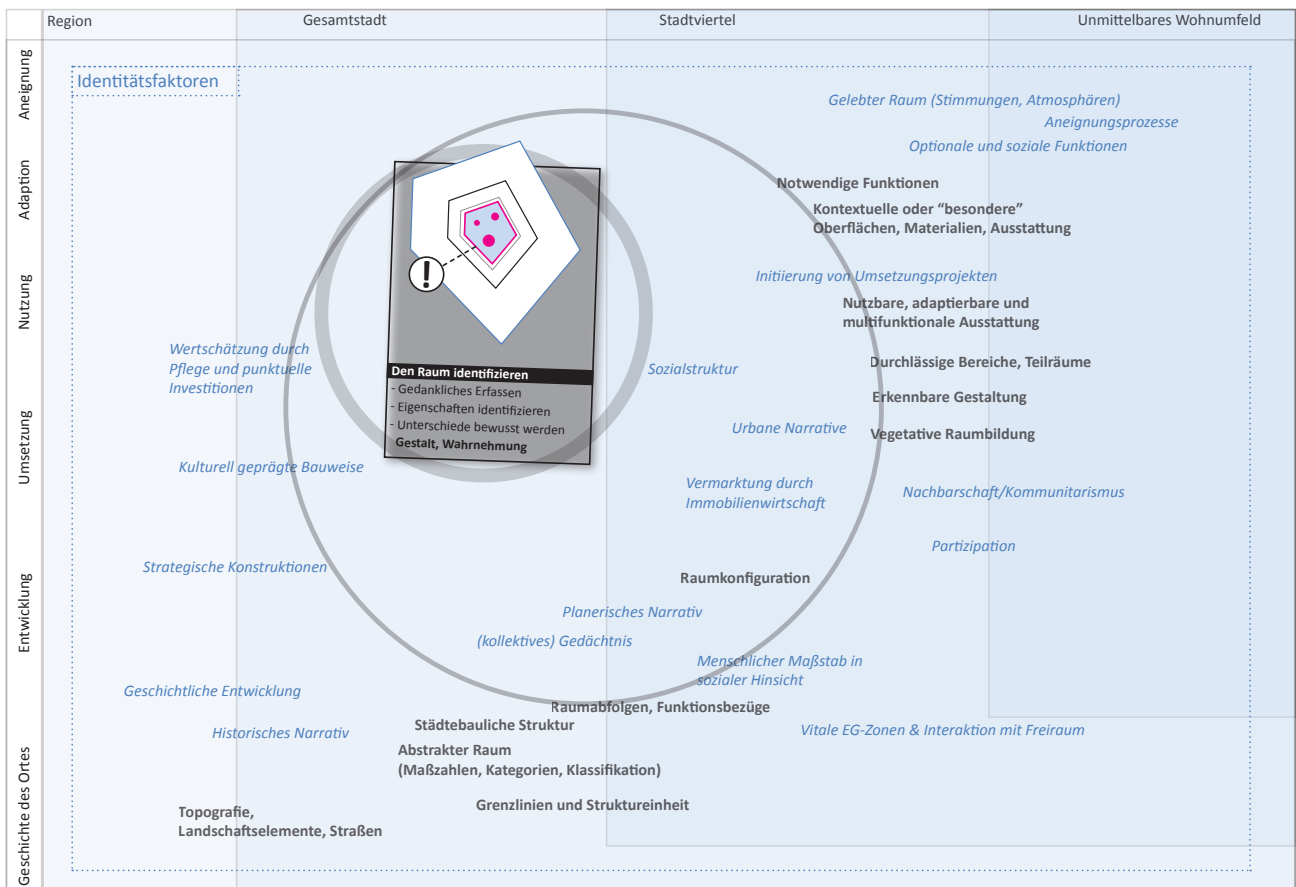 Region
Gesamtstadt
Stadtviertel
Unmittelbares Wohnumfeld
Aneignung
Adaption
Nutzung
Umsetzung
Entwicklung
Geschichte des Ortes
Identitätsfaktoren
Gelebter Raum (Stimmungen, Atmosphären)
Aneignungsprozesse
Optionale und soziale Funktionen
Notwendige Funktionen
Kontextuelle oder “besondere”
Oberflächen, Materialien, Ausstattung
Initiierung von Umsetzungsprojekten
Nutzbare, adaptierbare und
multifunktionale Ausstattung
!
Wertschätzung durch
Pflege und punktuelle
Investitionen
Den Raum identifizieren
- Gedankliches Erfassen
- Eigenschaften identifizieren
- Unterschiede bewusst werden
Gestalt, Wahrnehmung
Sozialstruktur
Durchlässige Bereiche, Teilräume
Erkennbare Gestaltung
Urbane Narrative
Vegetative Raumbildung
Kulturell geprägte Bauweise
Vermarktung durch
Immobilienwirtschaft
Nachbarschaft/Kommunitarismus
Partizipation
Strategische Konstruktionen
Raumkonfiguration
Planerisches Narrativ
(kollektives) Gedächtnis
Menschlicher Maßstab in
sozialer Hinsicht
Geschichtliche Entwicklung
Raumabfolgen, Funktionsbezüge
Städtebauliche Struktur
Historisches Narrativ
Vitale EG-Zonen & Interaktion mit Freiraum
Abstrakter Raum
(Maßzahlen, Kategorien, Klassifikation)
Grenzlinien und Struktureinheit
Topografie,
Landschaftselemente, Straßen